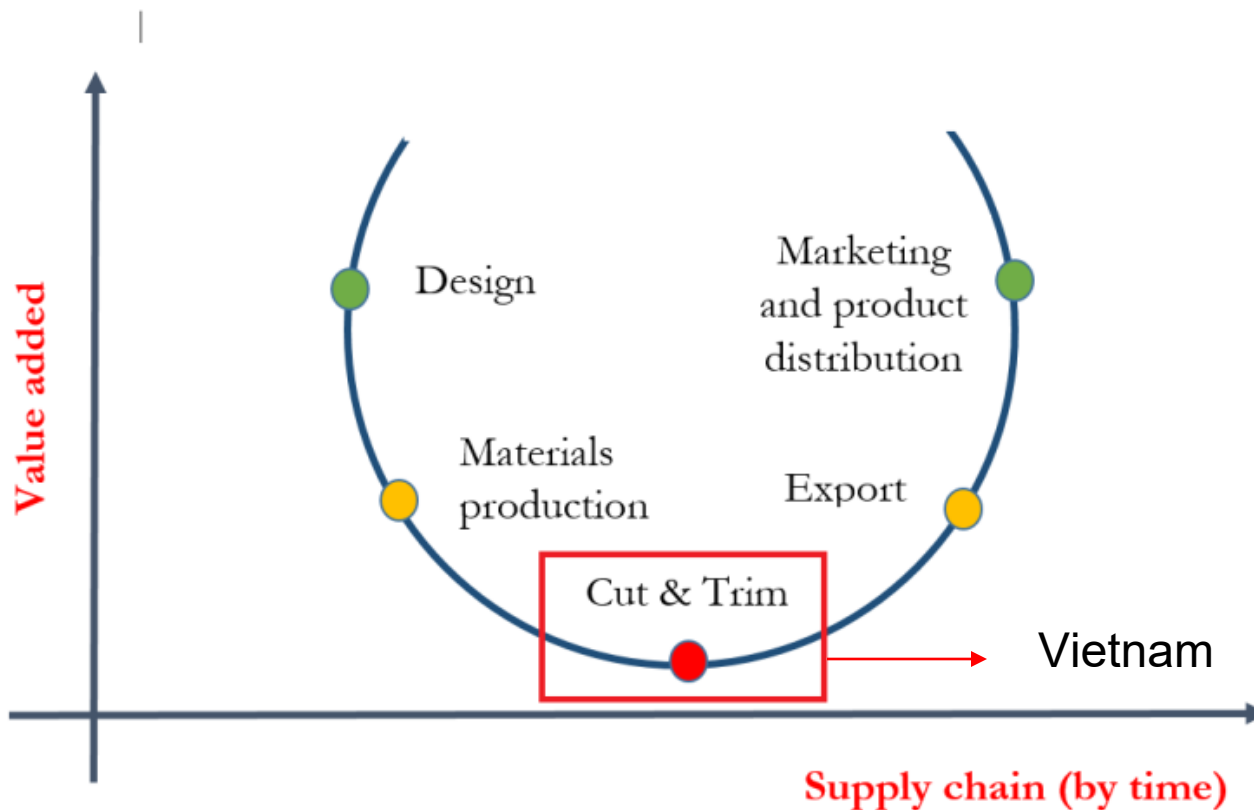 Value added
Design
Marketing
and product
distribution
Materials
production
Export
Cut & Trim
Vietnam
Supply chain (by time)